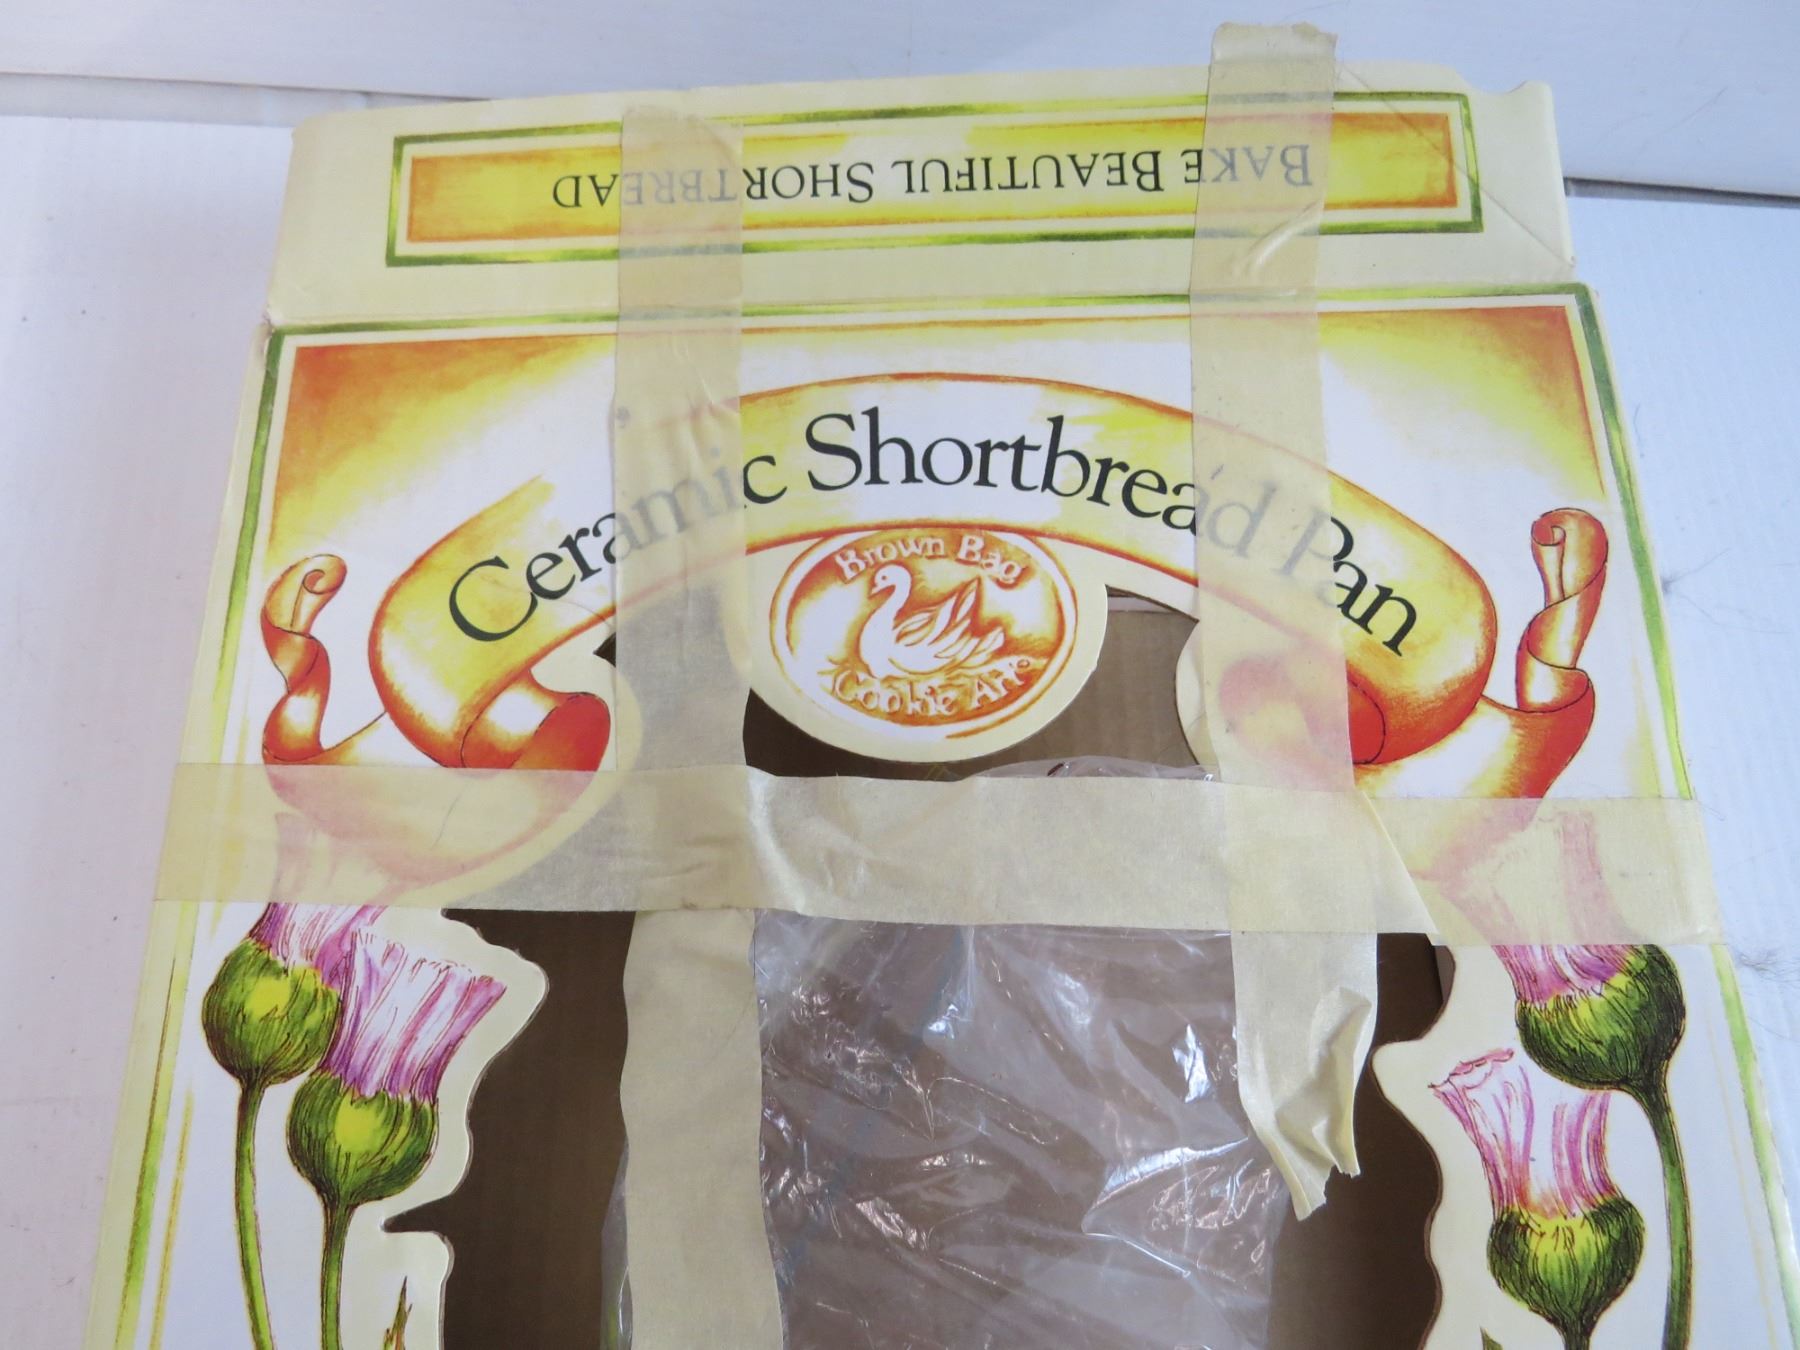 BAKE BEAUTIFUL SHORTBREAD
Ceramic Shortbread Pan
Brown Bag
Cookie Art®